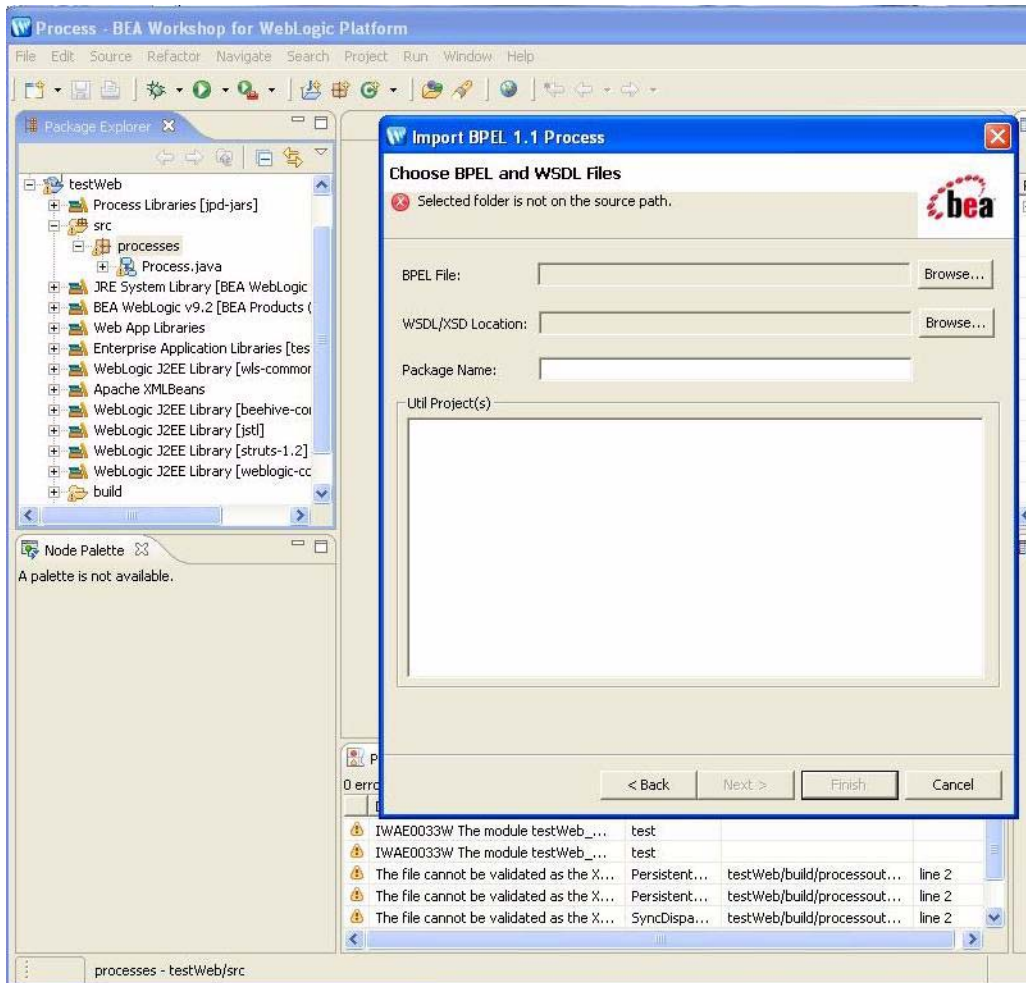 Process - BEA Workshop for WebLogic Platform
File Edit Source Refactor Navigate Search Project Run Window Help
Package Explorer
testWeb
Process Libraries [jpd-jars]
src
processes
Process.java
JRE System Library [BEA WebLogic
BEA WebLogic v9.2 [BEA Products (
Web App Libraries
Enterprise Application Libraries [tes
WebLogic J2EE Library [wls-common
Apache XMLBeans
WebLogic J2EE Library [beehive-con
WebLogic J2EE Library [jstl]
WebLogic J2EE Library [struts-1.2]
WebLogic J2EE Library [weblogic-cc
build
Node Palette
A palette is not available.
Import BPEL 1.1 Process
Choose BPEL and WSDL Files
Selected folder is not on the source path.
bea
BPEL File:
Browse...
WSDL/XSD Location:
Browse...
Package Name:
Util Project(s)
< Back Next > Finish Cancel
P
0 erro
IWAE0033W The module testWeb_... test
IWAE0033W The module testWeb_... test
The file cannot be validated as the X... Persistent... testWeb/build/processout... line 2
The file cannot be validated as the X... Persistent... testWeb/build/processout... line 2
The file cannot be validated as the X... SyncDispa... testWeb/build/processout... line 2
processes - testWeb/src